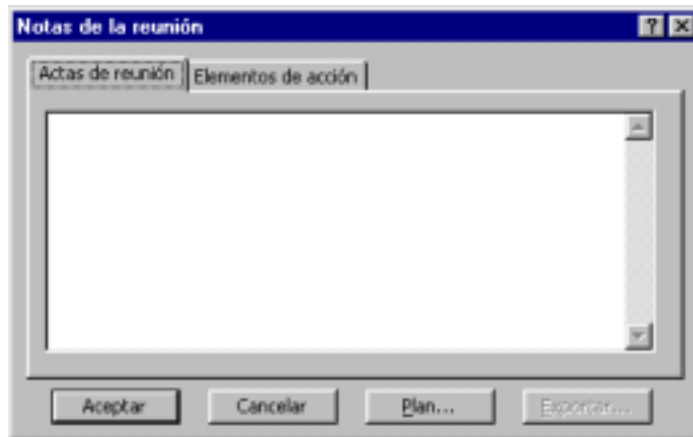 Notas de la reunión
Actas de reunión Elementos de acción
Aceptar Cancelar Plan... Exportar...